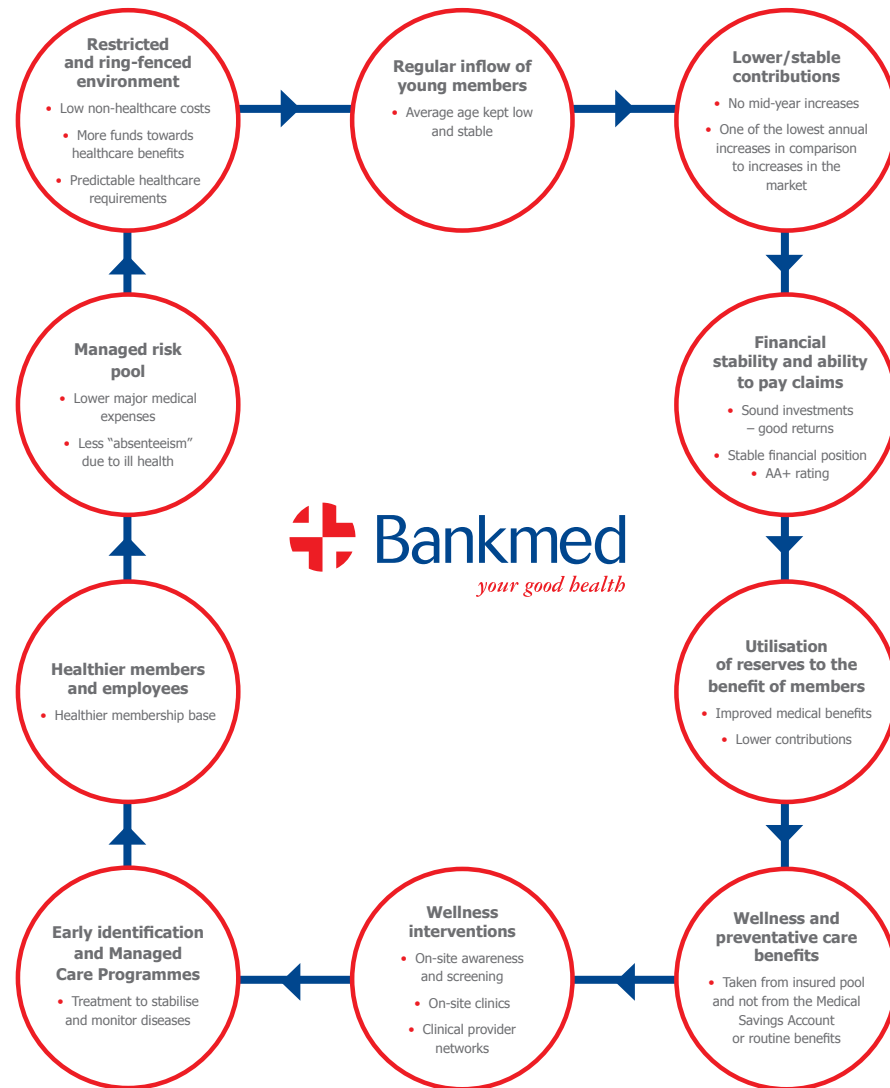 Restricted
and ring-fenced
environment
• Low non-healthcare costs
• More funds towards
healthcare benefits
• Predictable healthcare
requirements
Regular inflow of
young members
• Average age kept low
and stable
Lower/stable
contributions
• No mid-year increases
• One of the lowest annual
increases in comparison
to increases in the
market
Financial
stability and ability
to pay claims
• Sound investments
– good returns
• Stable financial position
• AA+ rating
Utilisation
of reserves to the
benefit of members
• Improved medical benefits
• Lower contributions
Wellness and
preventative care
benefits
• Taken from insured pool
and not from the Medical
Savings Account
or routine benefits
Wellness
interventions
• On-site awareness
and screening
• On-site clinics
• Clinical provider
networks
Early identification
and Managed
Care Programmes
• Treatment to stabilise
and monitor diseases
Healthier members
and employees
• Healthier membership base
Managed risk
pool
• Lower major medical
expenses
• Less “absenteeism”
due to ill health
Bankmed
your good health